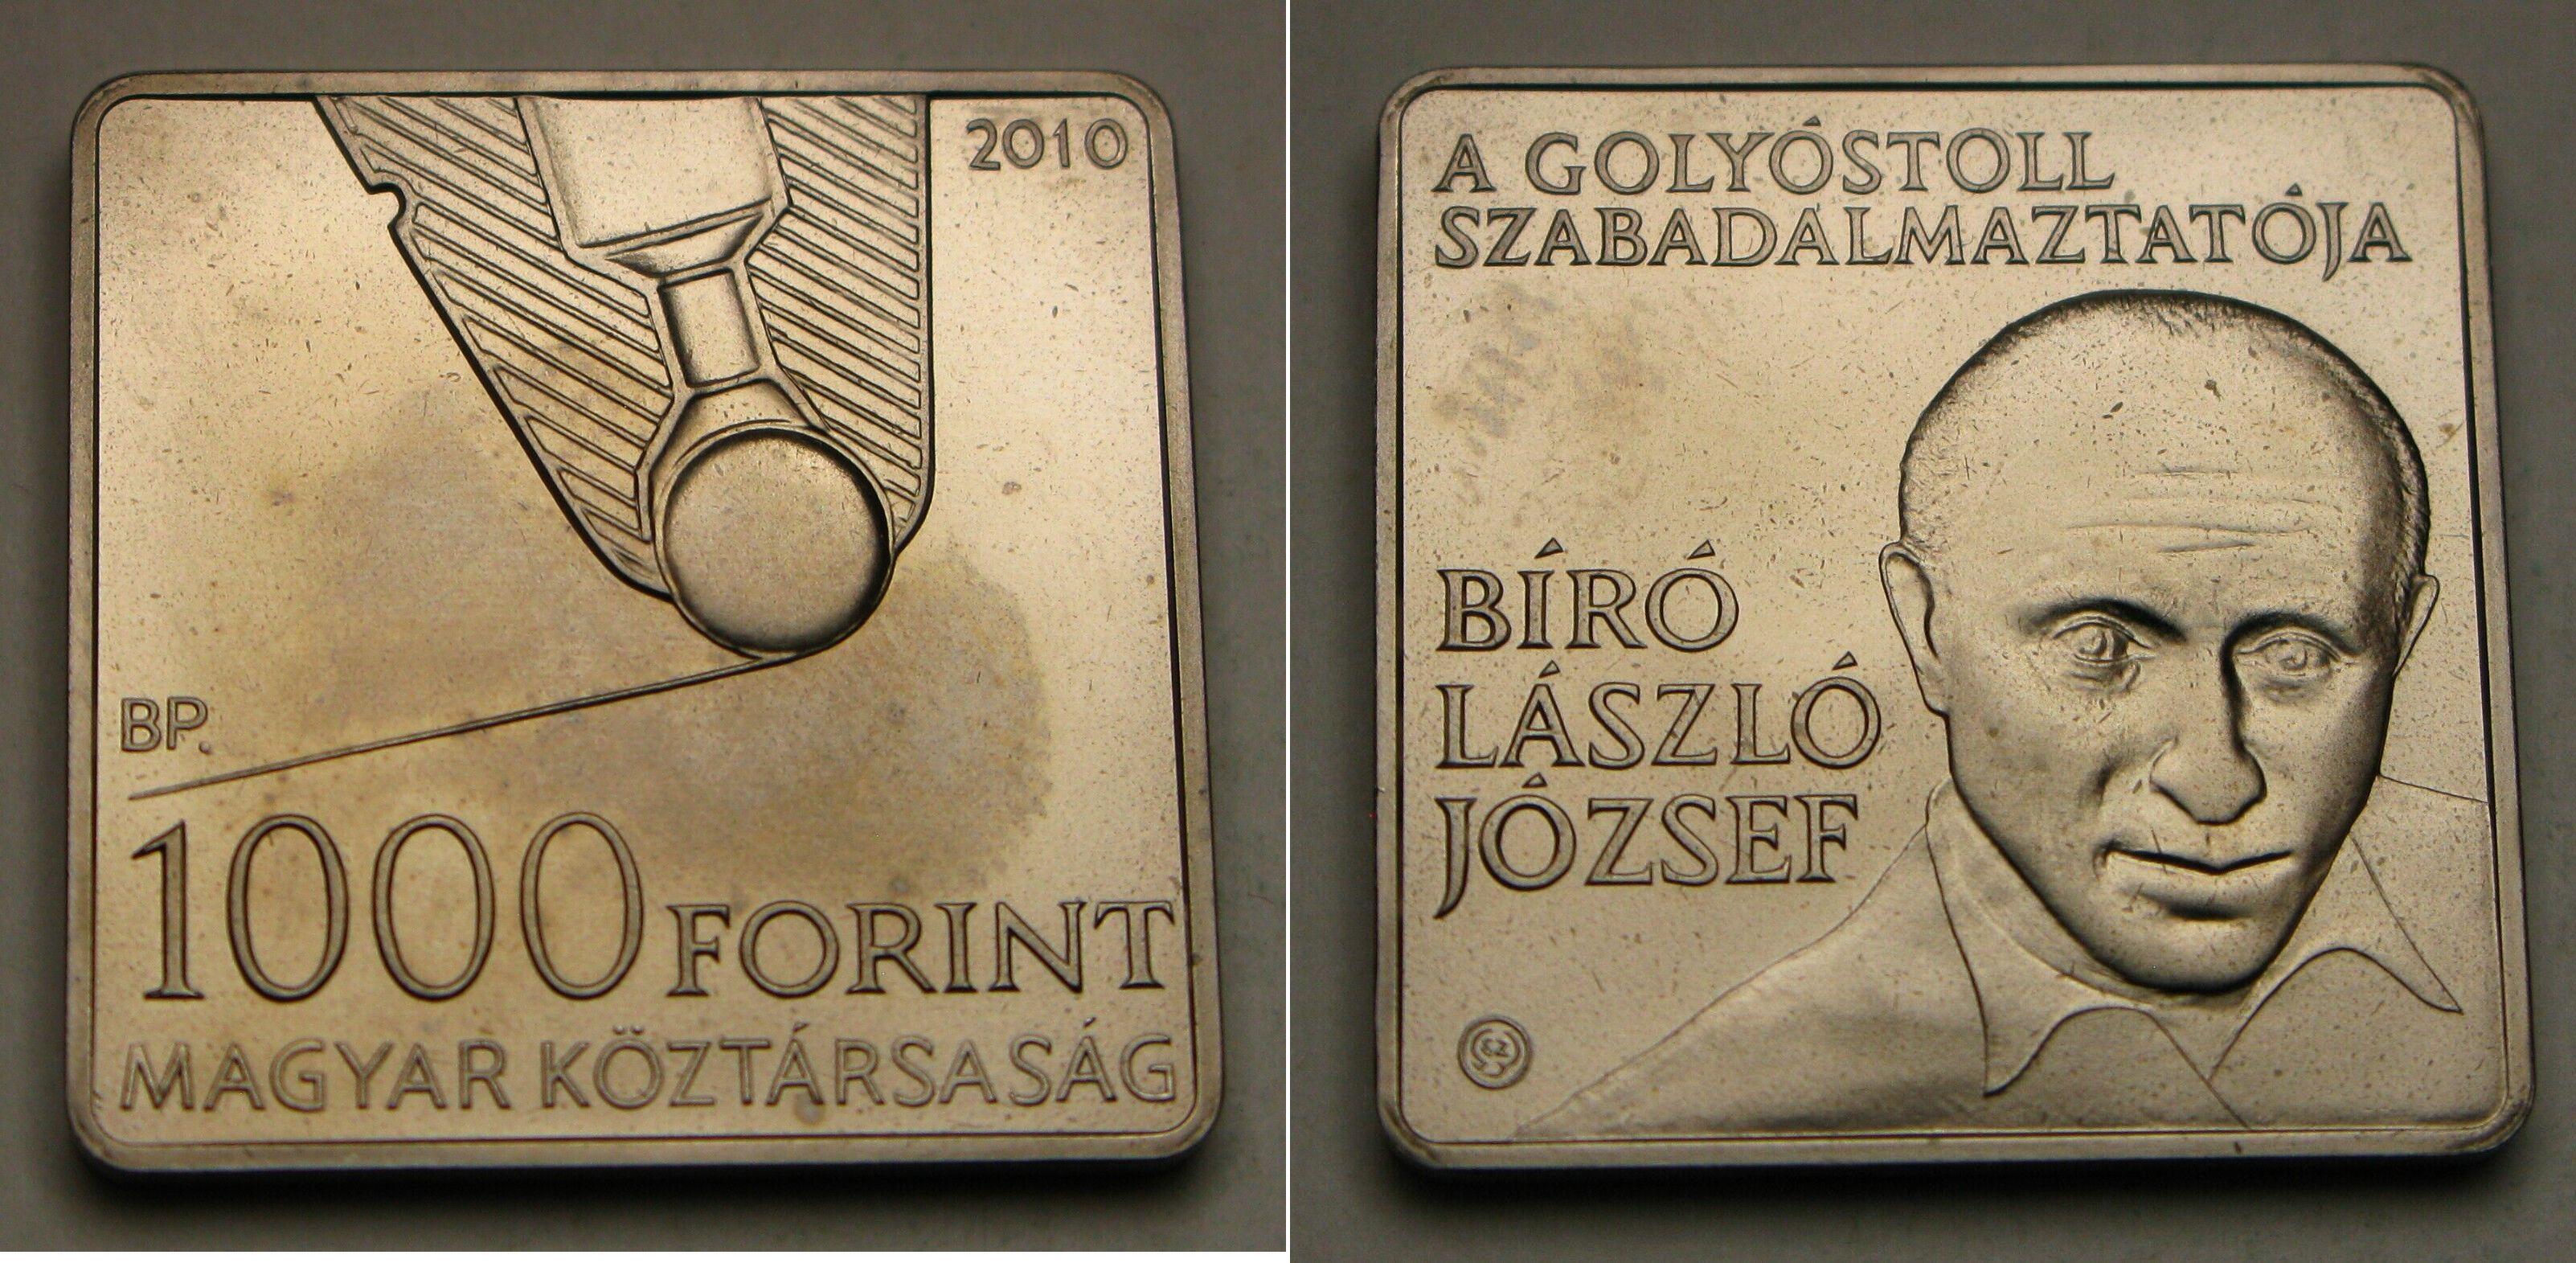 2010
BP.
1000 FORINT
MAGYAR KÖZTÁRSASÁG
A GOLYÓSTOLL
SZABADALMAZTATÓJA
BÍRÓ
LÁSZLÓ
JÓZSEF